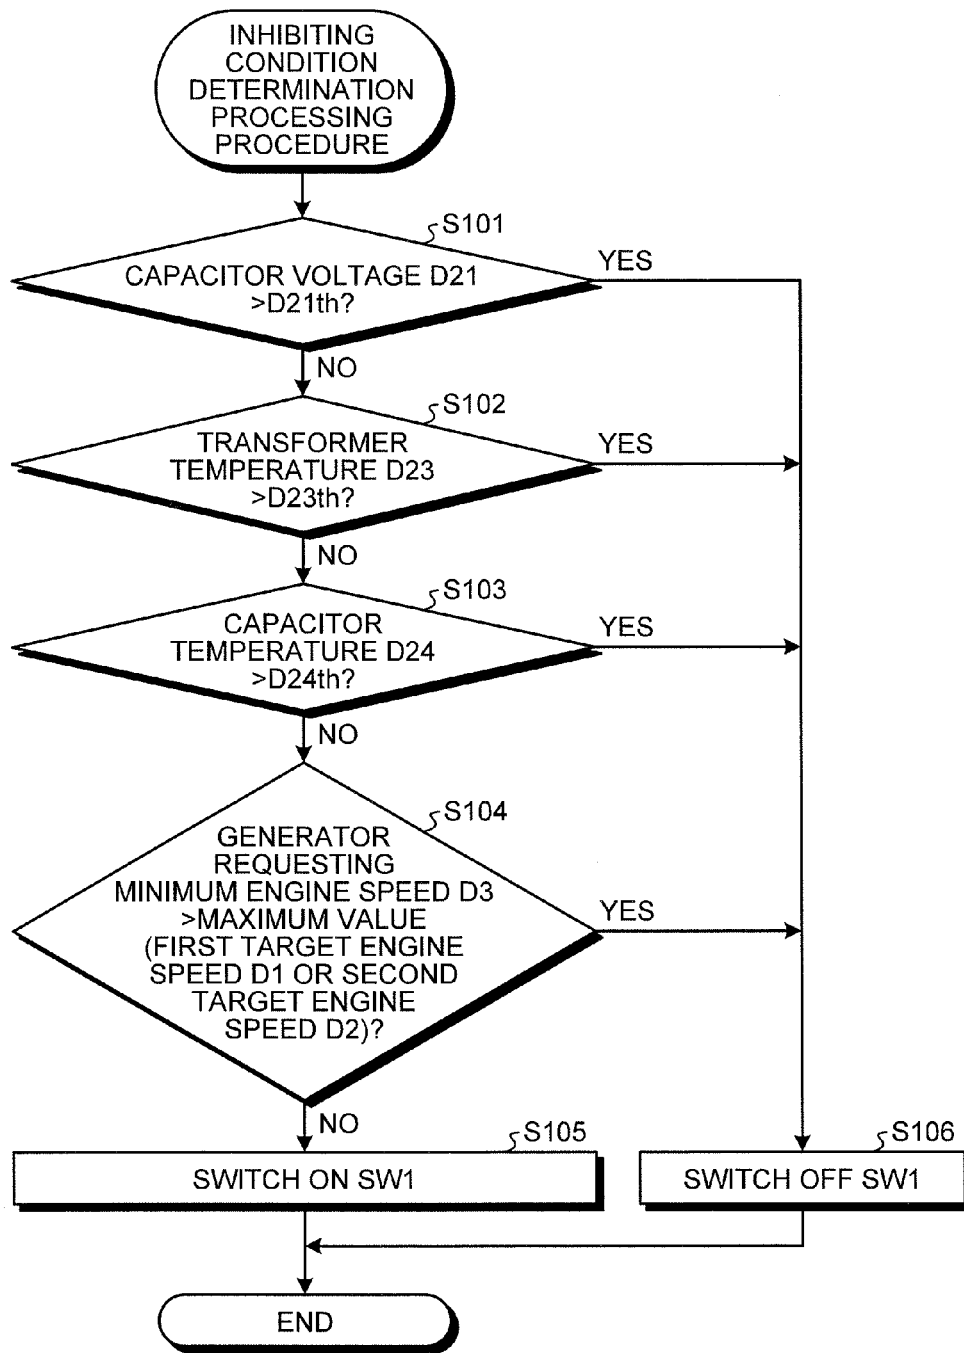 INHIBITING
CONDITION
DETERMINATION
PROCESSING
PROCEDURE
S101
CAPACITOR VOLTAGE D21
>D21th?
YES
NO
S102
TRANSFORMER
TEMPERATURE D23
>D23th?
YES
NO
S103
CAPACITOR
TEMPERATURE D24
>D24th?
YES
NO
S104
GENERATOR
REQUESTING
MINIMUM ENGINE SPEED D3
>MAXIMUM VALUE
(FIRST TARGET ENGINE
SPEED D1 OR SECOND
TARGET ENGINE
SPEED D2)?
YES
NO
S105
SWITCH ON SW1
S106
SWITCH OFF SW1
END